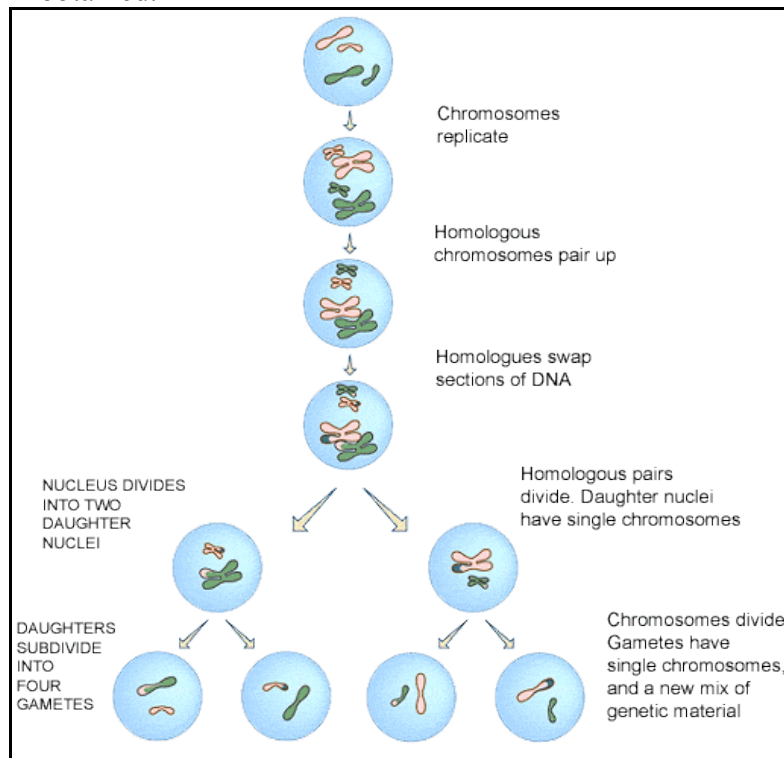 Chromosomes
replicate
Homologous
chromosomes pair up
Homologues swap
sections of DNA
NUCLEUS DIVIDES
INTO TWO
DAUGHTER
NUCLEI
Homologous pairs
divide. Daughter nuclei
have single chromosomes
DAUGHTERS
SUBDIVIDE
INTO
FOUR
GAMETES
Chromosomes divide
Gametes have
single chromosomes,
and a new mix of
genetic material